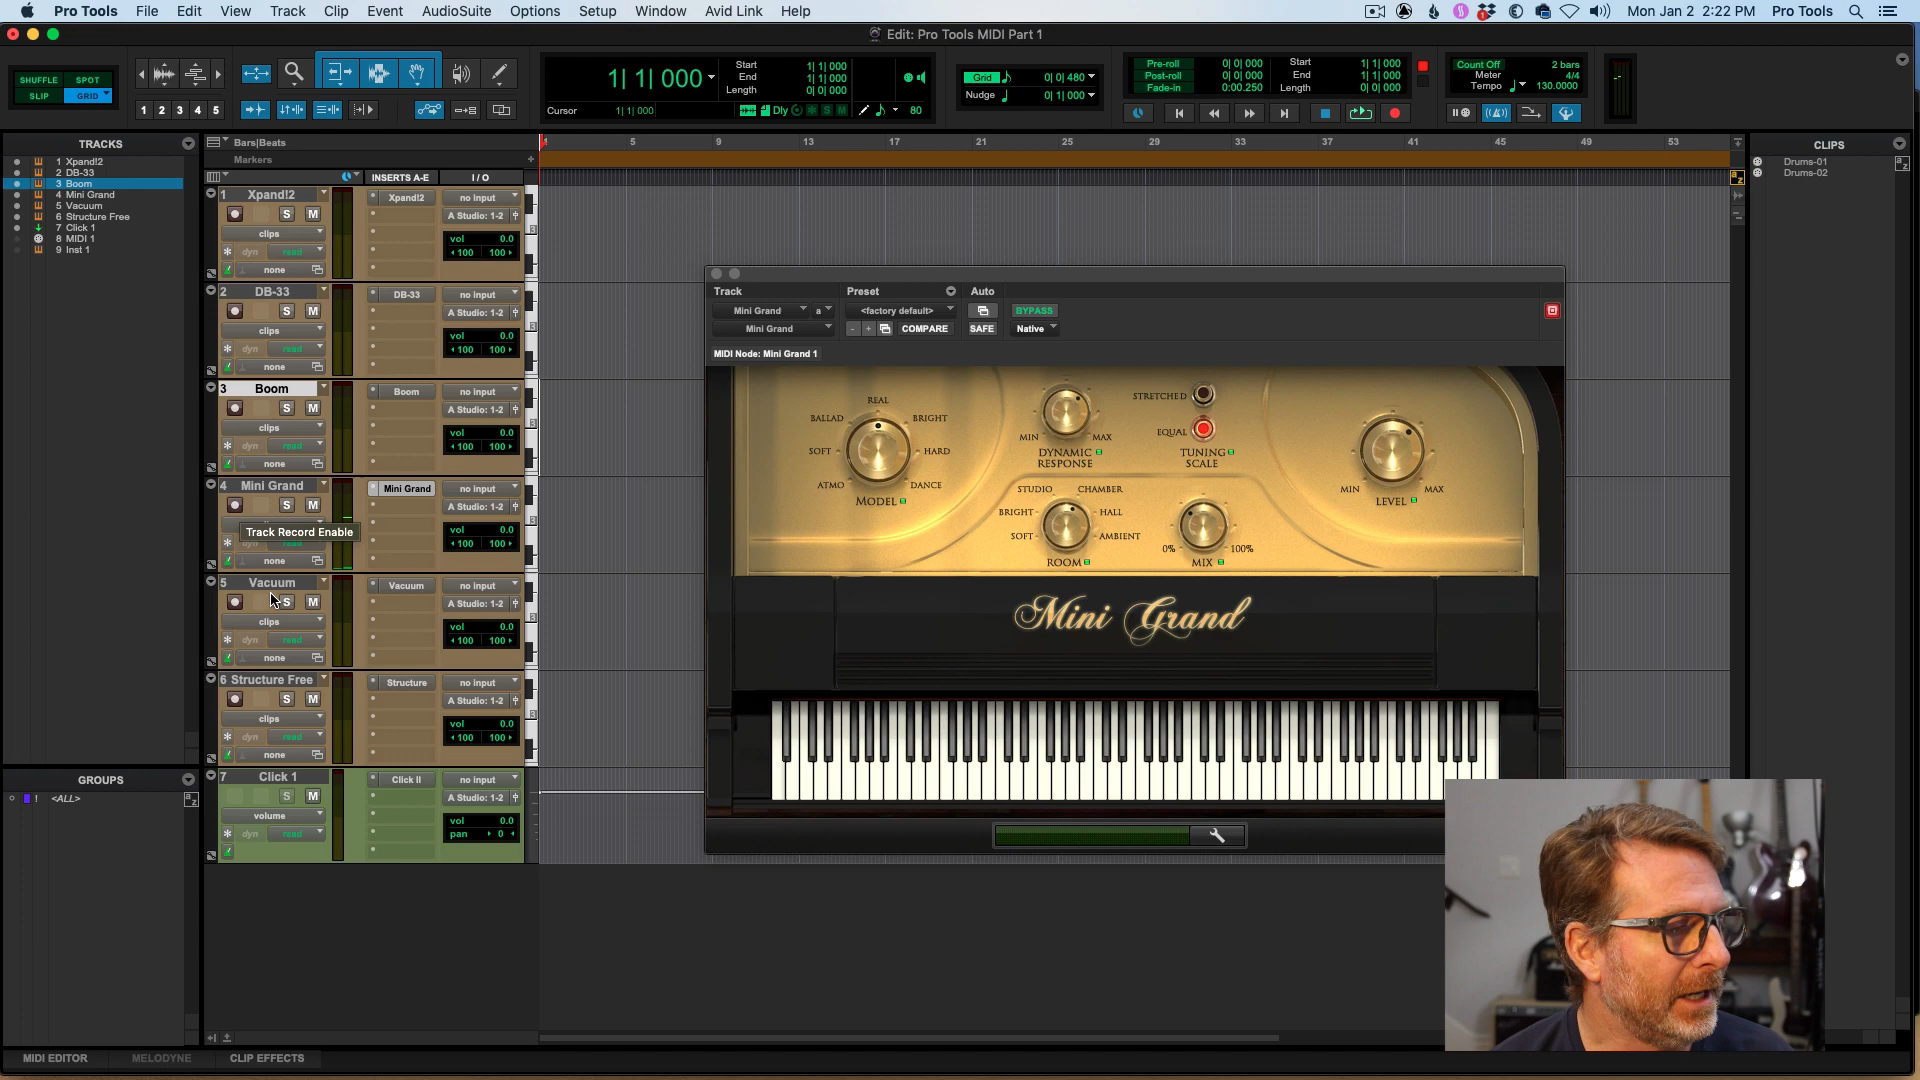 Pro Tools File Edit View Track Clip Event AudioSuite Options Setup Window Avid Link Help Mon Jan 2 2:22 PM Pro Tools
Edit: Pro Tools MIDI Part 1
SHUFFLE SPOT
SLIP GRID
1 2 3 4 5
1| 1| 000
Start 1| 1| 000
End 1| 1| 000
Length 0| 0| 000
Cursor 1| 1| 000 Dly S M 80
Grid 0| 0| 480
Nudge 0| 1| 000
Pre-roll 0| 0| 000 Start 1| 1| 000
Post-roll 0| 0| 000 End 1| 1| 000
Fade-in 0:00.250 Length 0| 0| 000
Count Off 2 bars
Meter 4/4
Tempo 130.0000
TRACKS
1 Xpand!2
2 DB-33
3 Boom
4 Mini Grand
5 Vacuum
6 Structure Free
7 Click 1
8 MIDI 1
9 Inst 1
GROUPS
! <ALL>
Bars|Beats 5 9 13 17 21 25 29 33 37 41 45 49 53
Markers
INSERTS A-E I / O
1 Xpand!2 Xpand!2 no input
S M A Studio: 1-2
clips vol 0.0
dyn read 100 100
none
2 DB-33 DB-33 no input
S M A Studio: 1-2
clips vol 0.0
dyn read 100 100
none
3 Boom Boom no input
S M A Studio: 1-2
clips vol 0.0
dyn read 100 100
none
4 Mini Grand Mini Grand no input
S M A Studio: 1-2
Track Record Enable vol 0.0
100 100
none
5 Vacuum Vacuum no input
S M A Studio: 1-2
clips vol 0.0
dyn read 100 100
none
6 Structure Free Structure no input
S M A Studio: 1-2
clips vol 0.0
dyn read 100 100
none
7 Click 1 Click II no input
S M A Studio: 1-2
volume vol 0.0
dyn read pan 0
Track Preset Auto
Mini Grand a <factory default> BYPASS
Mini Grand - + COMPARE SAFE Native
MIDI Node: Mini Grand 1
REAL
BALLAD BRIGHT
SOFT HARD
ATMO DANCE
MODEL
MIN MAX
DYNAMIC
RESPONSE
STRETCHED
EQUAL
TUNING
SCALE
STUDIO CHAMBER
BRIGHT HALL
SOFT AMBIENT
ROOM
0% 100%
MIX
MIN MAX
LEVEL
Mini Grand
CLIPS
Drums-01
Drums-02
MIDI EDITOR MELODYNE CLIP EFFECTS